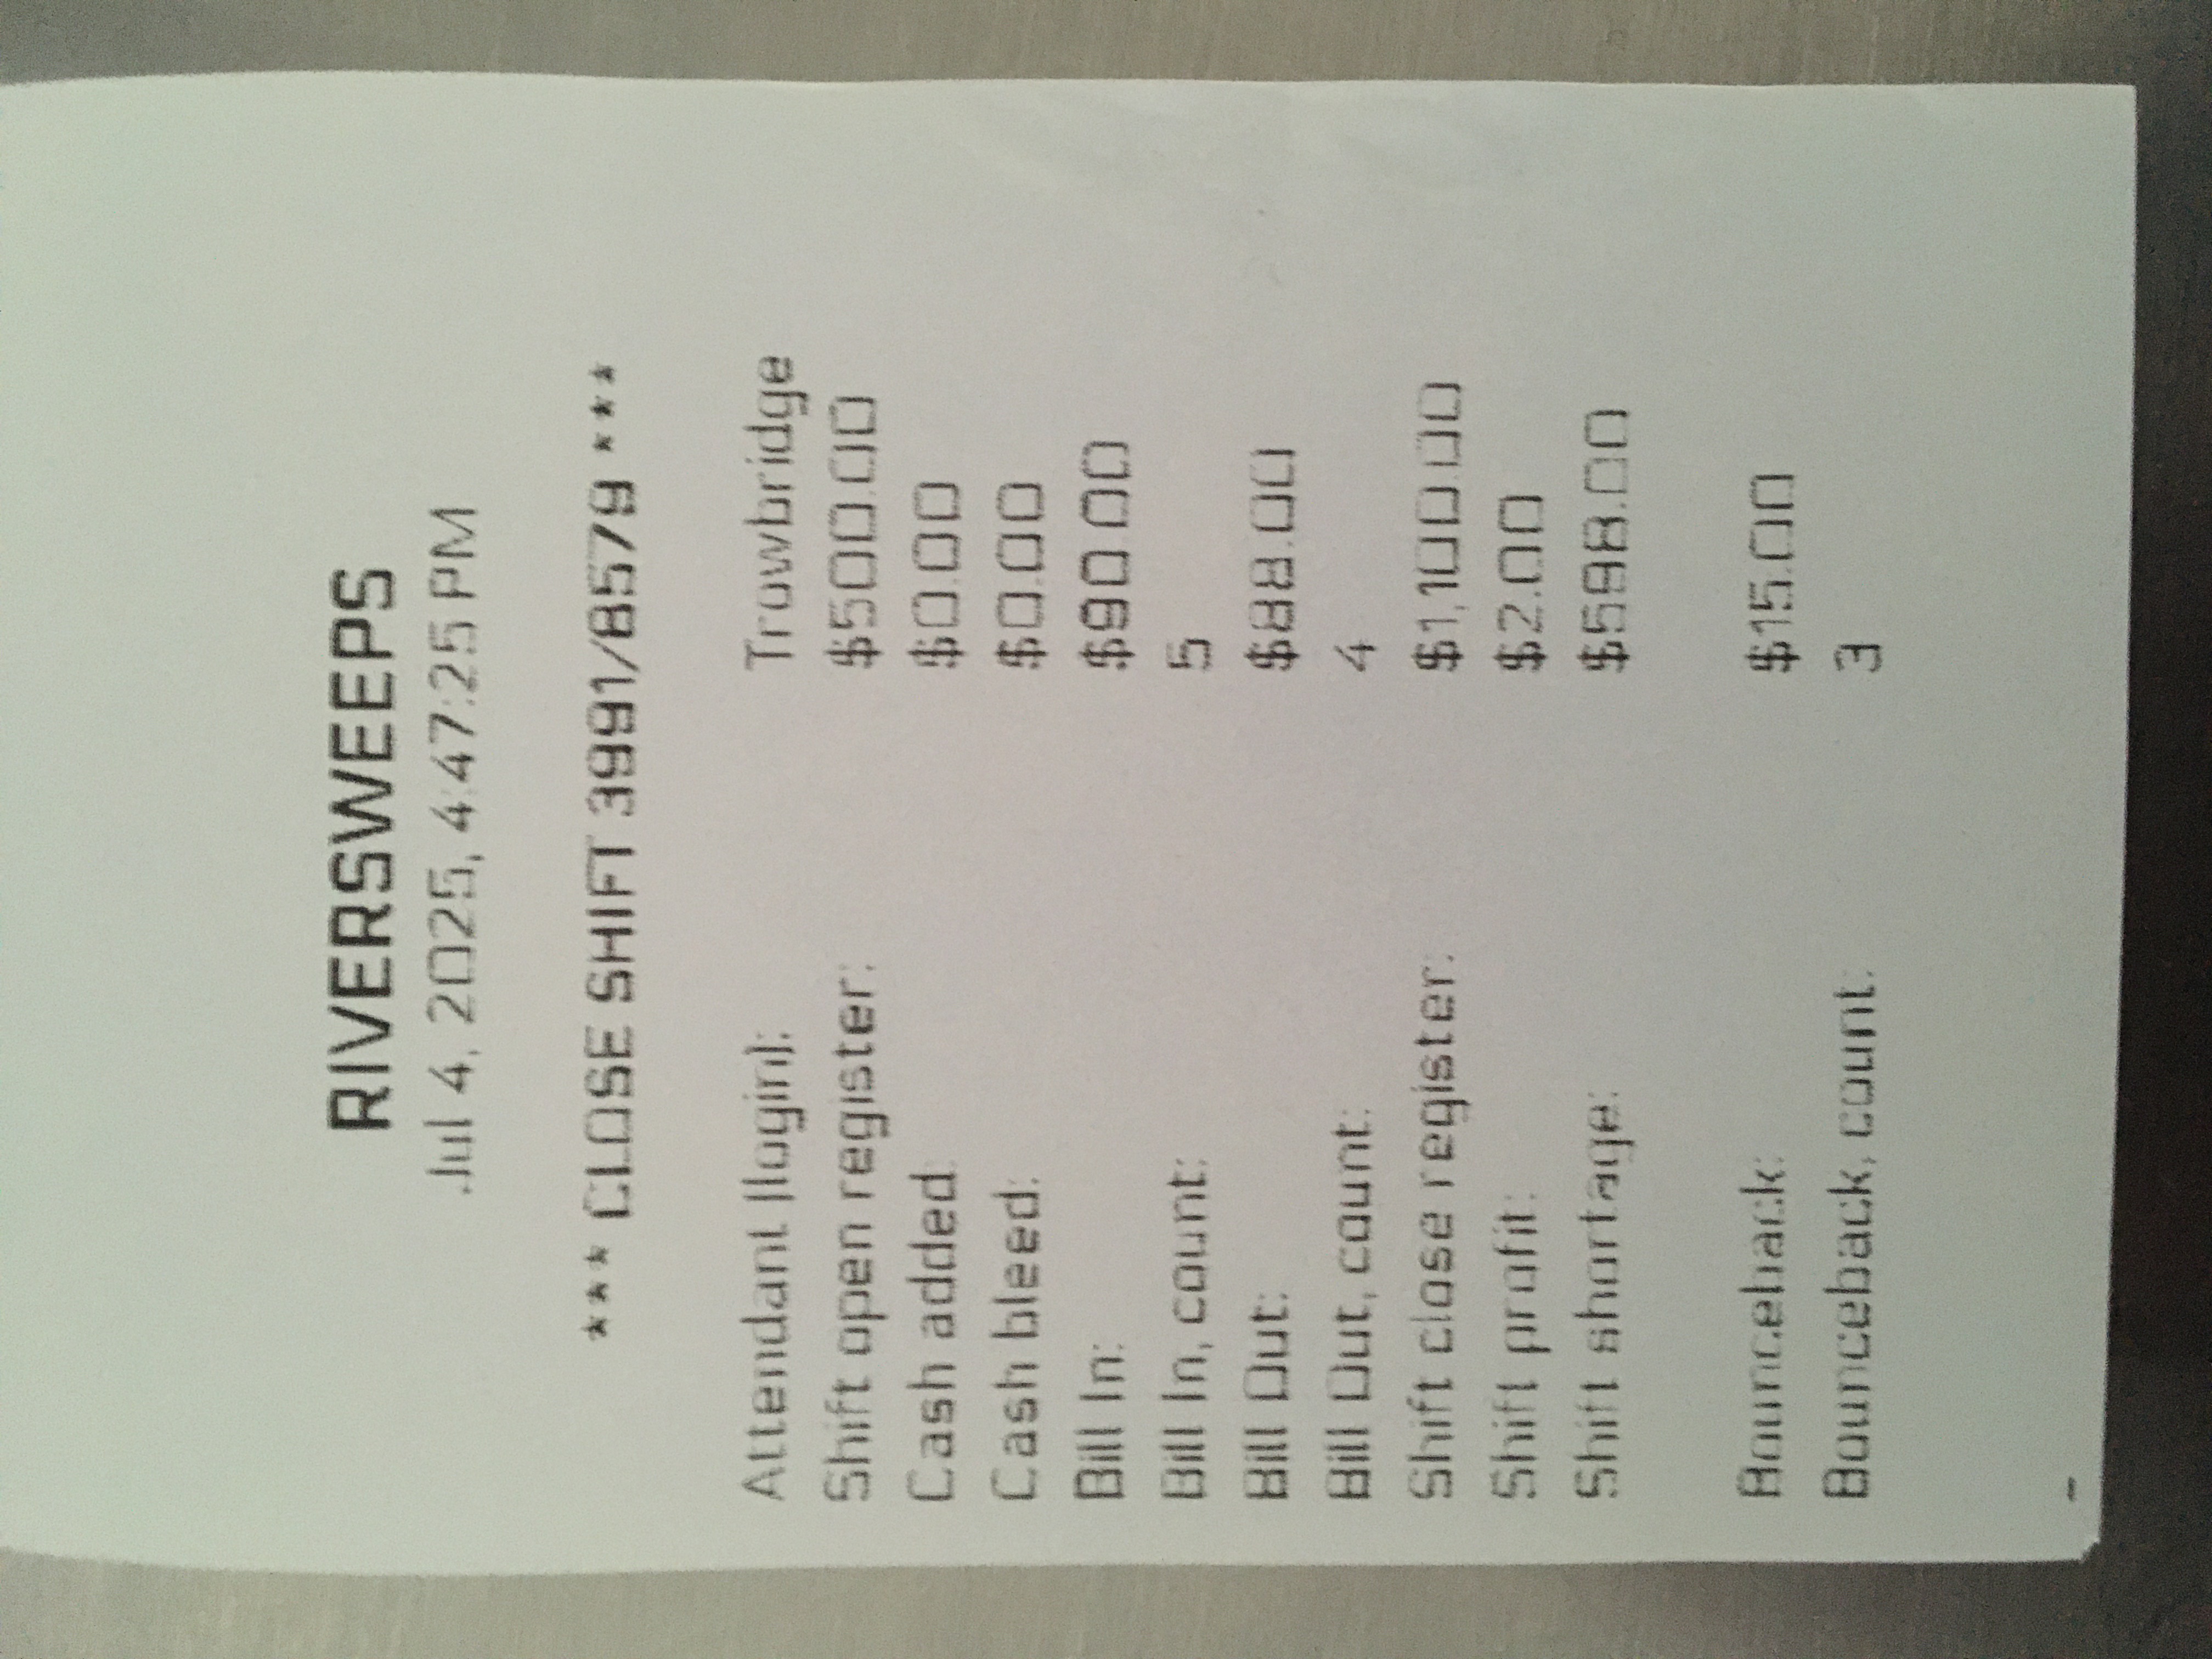 RIVERSWEEPS
Jul 4, 2025, 4:47:25 PM
*** CLOSE SHIFT 3991/8579 ***
Attendant (login): Trowbridge
Shift open register: $500.00
Cash added: $0.00
Cash bleed: $0.00
Bill In: $90.00
Bill In, count: 5
Bill Out: $88.00
Bill Out, count: 4
Shift close register: $1,100.00
Shift profit: $2.00
Shift shortage: $598.00
Bounceback: $15.00
Bounceback, count: 3